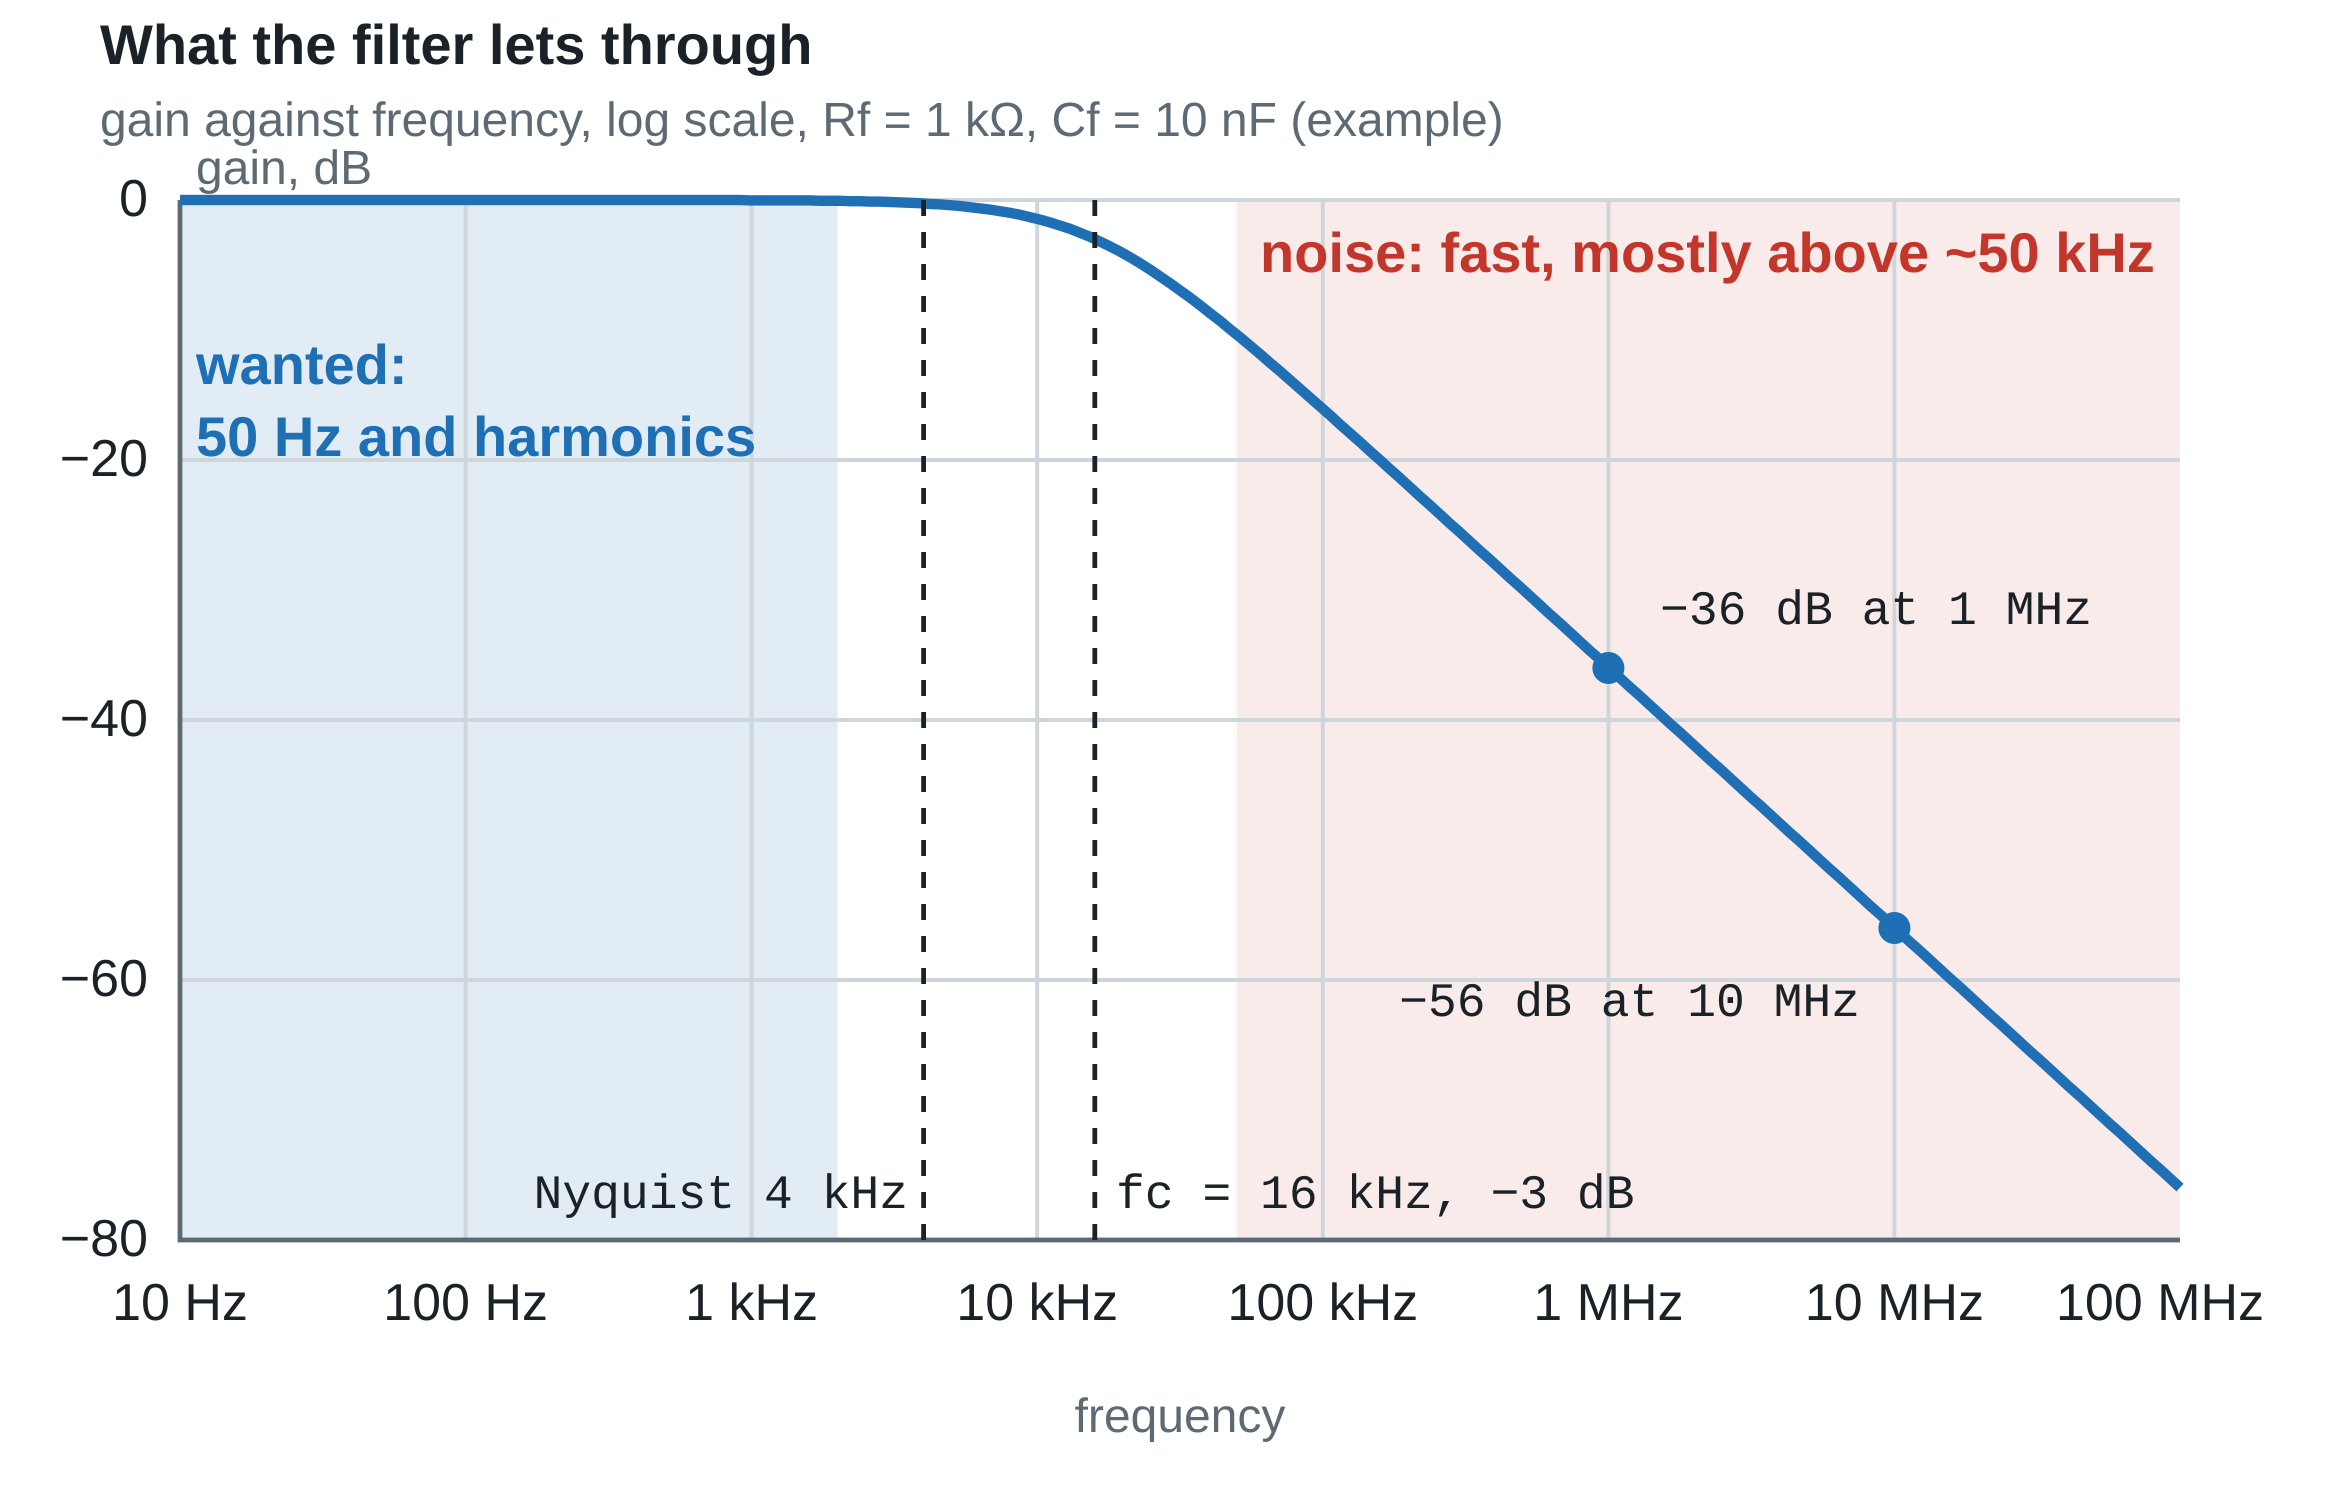 What the filter lets through
gain against frequency, log scale, Rf = 1 kΩ, Cf = 10 nF (example)
gain, dB
0
noise: fast, mostly above ~50 kHz
wanted:
50 Hz and harmonics
−20
−36 dB at 1 MHz
−40
−60
−56 dB at 10 MHz
Nyquist 4 kHz
fc = 16 kHz, −3 dB
−80
10 Hz
100 Hz
1 kHz
10 kHz
100 kHz
1 MHz
10 MHz
100 MHz
frequency